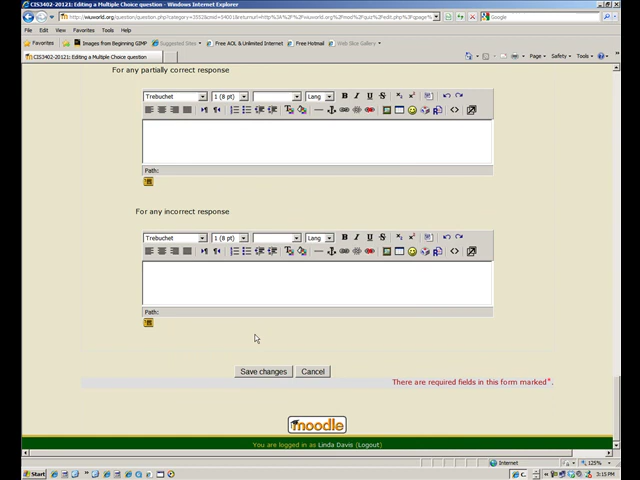 CIS3402-20121: Editing a Multiple Choice question - Windows Internet Explorer
Google
File Edit View Favorites Tools Help
Favorites Images from Beginning GIMP Suggested Sites Free AOL & Unlimited Internet Free Hotmail Web Slice Gallery
CIS3402-20121: Editing a Multiple Choice question
Page Safety Tools
For any partially correct response
Trebuchet 1 (8 pt) Lang B I U S
Path:
For any incorrect response
Trebuchet 1 (8 pt) Lang B I U S
Path:
Save changes Cancel
There are required fields in this form marked*.
moodle
You are logged in as Linda Davis (Logout)
Internet 125%
Start 3:15 PM